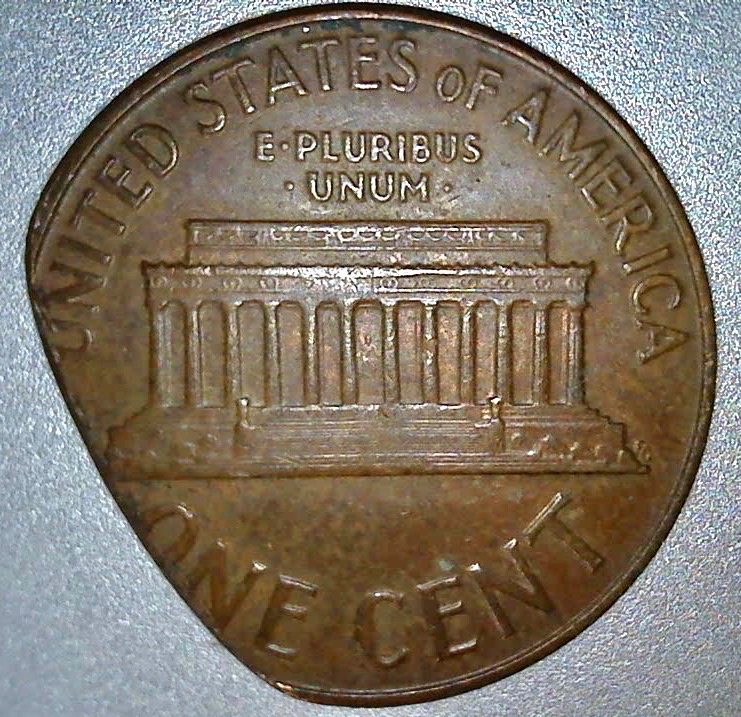 UNITED STATES OF AMERICA
E·PLURIBUS
·UNUM·
ONE CENT